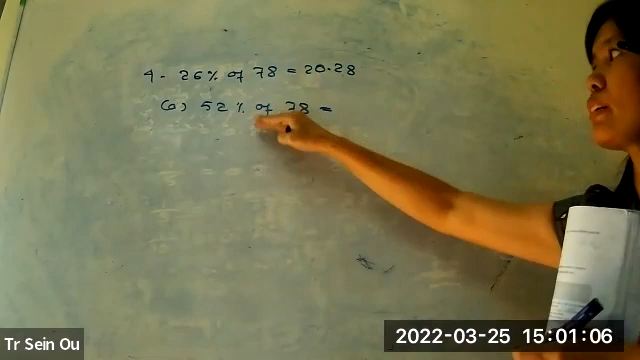 4. 26% of 78 = 20.28
(a) 52% of 78 =
Tr Sein Ou
2022-03-25 15:01:06